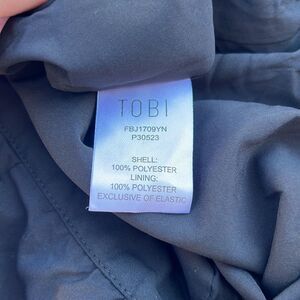 TOBI
FBJ1709YN
P30523
SHELL:
100% POLYESTER
LINING:
100% POLYESTER
EXCLUSIVE OF ELASTIC